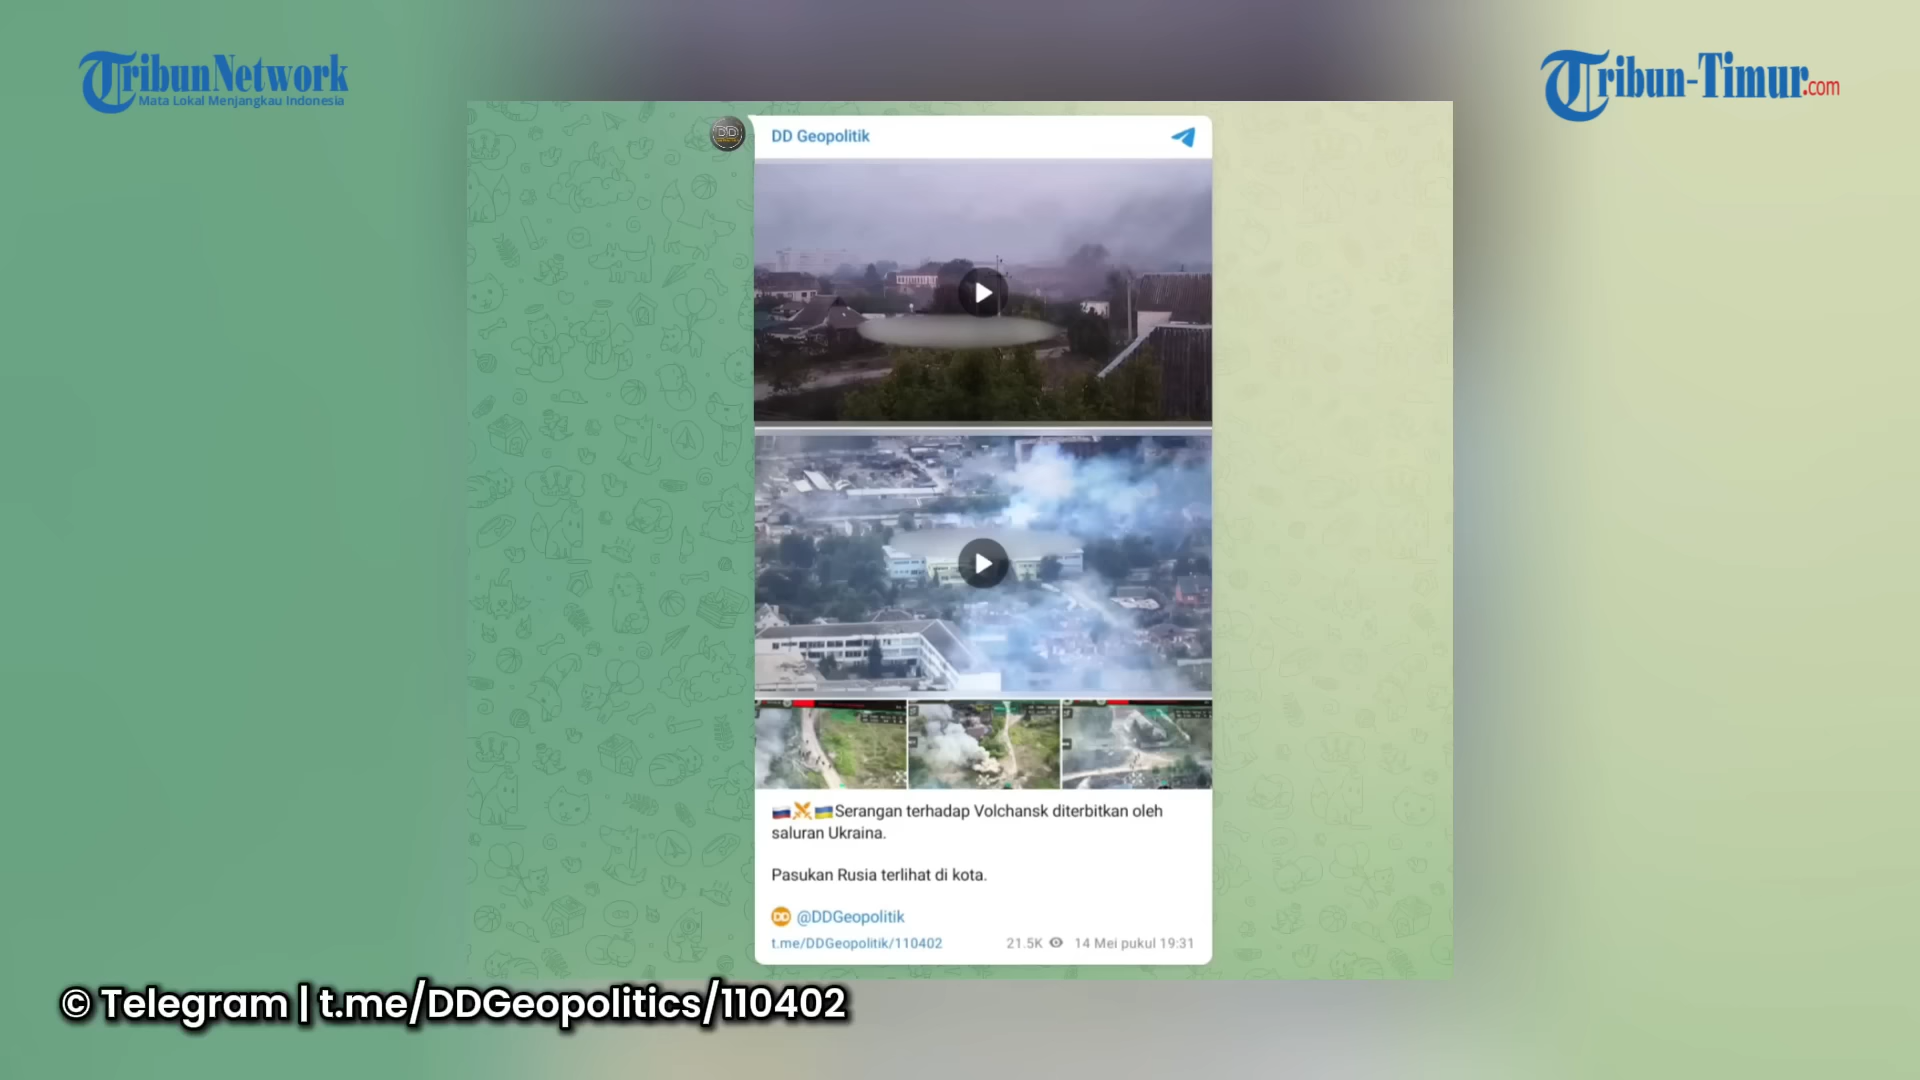 TribunNetwork
Mata Lokal Menjangkau Indonesia
Tribun-Timur.com
DD
DD Geopolitik
🇷🇺⚔️🇺🇦Serangan terhadap Volchansk diterbitkan oleh
saluran Ukraina.
Pasukan Rusia terlihat di kota.
@DDGeopolitik
t.me/DDGeopolitik/110402 21.5K 14 Mei pukul 19:31
© Telegram | t.me/DDGeopolitics/110402